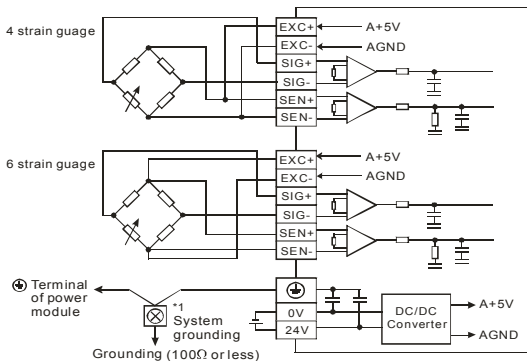 4 strain guage
EXC+
A+5V
EXC-
AGND
SIG+
SIG-
SEN+
SEN-
6 strain guage
EXC+
A+5V
EXC-
AGND
SIG+
SIG-
SEN+
SEN-
Terminal
of power
module
*1
System
grounding
Grounding (100Ω or less)
0V
24V
DC/DC
Converter
A+5V
AGND